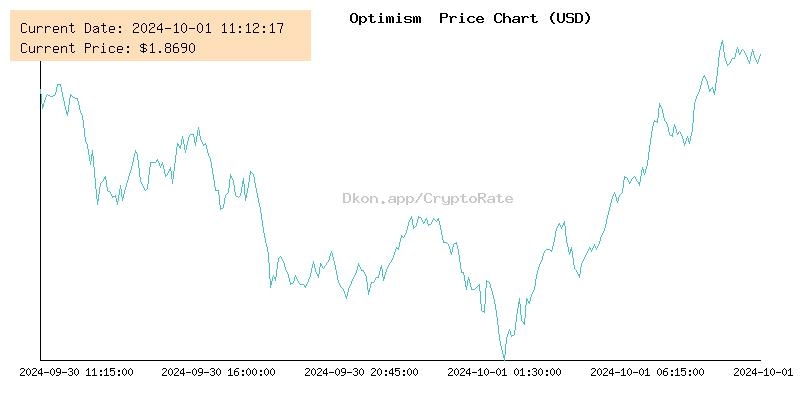 Optimism  Price Chart (USD)
Current Date: 2024-10-01 11:12:17
Current Price: $1.8690
Dkon.app/CryptoRate
2024-09-30 11:15:00 2024-09-30 16:00:00 2024-09-30 20:45:00 2024-10-01 01:30:00 2024-10-01 06:15:00 2024-10-01